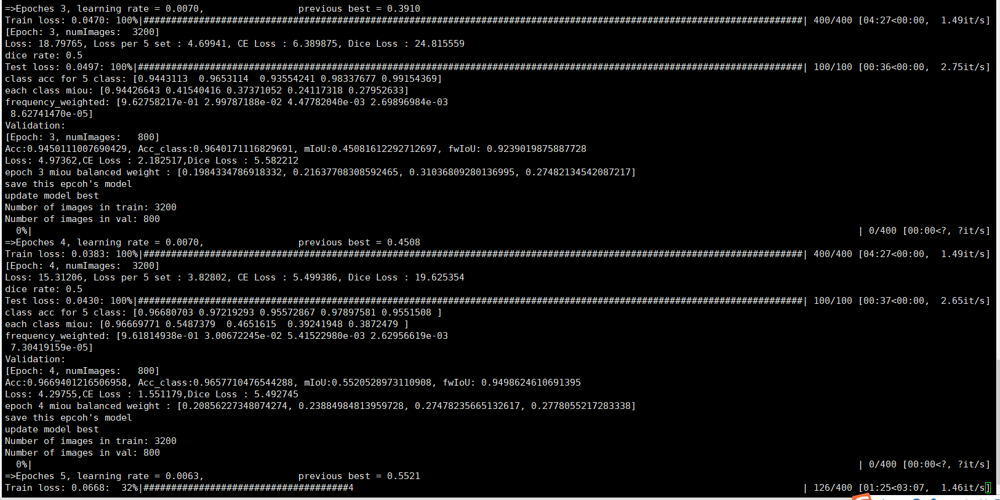 =>Epoches 3, learning rate = 0.0070, previous best = 0.3910
Train loss: 0.0470: 100%|######################################################################################################################| 400/400 [04:27<00:00, 1.49it/s]
[Epoch: 3, numImages: 3200]
Loss: 18.79765, Loss per 5 set : 4.69941, CE Loss : 6.389875, Dice Loss : 24.815559
dice rate: 0.5
Test loss: 0.0497: 100%|#######################################################################################################################| 100/100 [00:36<00:00, 2.75it/s]
class acc for 5 class: [0.9443113 0.9653114 0.93554241 0.98337677 0.99154369]
each class miou: [0.94426643 0.41540416 0.37371052 0.24117318 0.27952633]
frequency_weighted: [9.62758217e-01 2.99787188e-02 4.47782040e-03 2.69896984e-03
8.62741470e-05]
Validation:
[Epoch: 3, numImages: 800]
Acc:0.9450111007690429, Acc_class:0.9640171116829691, mIoU:0.45081612292712697, fwIoU: 0.9239019875887728
Loss: 4.97362,CE Loss : 2.182517,Dice Loss : 5.582212
epoch 3 miou balanced weight : [0.1984334786918332, 0.21637708308592465, 0.31036809280136995, 0.27482134542087217]
save this epcoh's model
update model best
Number of images in train: 3200
Number of images in val: 800
0%| | 0/400 [00:00<?, ?it/s]
=>Epoches 4, learning rate = 0.0070, previous best = 0.4508
Train loss: 0.0383: 100%|######################################################################################################################| 400/400 [04:27<00:00, 1.49it/s]
[Epoch: 4, numImages: 3200]
Loss: 15.31206, Loss per 5 set : 3.82802, CE Loss : 5.499386, Dice Loss : 19.625354
dice rate: 0.5
Test loss: 0.0430: 100%|#######################################################################################################################| 100/100 [00:37<00:00, 2.65it/s]
class acc for 5 class: [0.96680703 0.97219293 0.95572867 0.97897581 0.9551508 ]
each class miou: [0.96669771 0.5487379 0.4651615 0.39241948 0.3872479 ]
frequency_weighted: [9.61814938e-01 3.00672245e-02 5.41522980e-03 2.62956619e-03
7.30419159e-05]
Validation:
[Epoch: 4, numImages: 800]
Acc:0.9669401216506958, Acc_class:0.9657710476544288, mIoU:0.5520528973110908, fwIoU: 0.9498624610691395
Loss: 4.29755,CE Loss : 1.551179,Dice Loss : 5.492745
epoch 4 miou balanced weight : [0.20856227348074274, 0.23884984813959728, 0.27478235665132617, 0.2778055217283338]
save this epcoh's model
update model best
Number of images in train: 3200
Number of images in val: 800
0%| | 0/400 [00:00<?, ?it/s]
=>Epoches 5, learning rate = 0.0063, previous best = 0.5521
Train loss: 0.0668: 32%|#####################################4 | 126/400 [01:25<03:07, 1.46it/s]